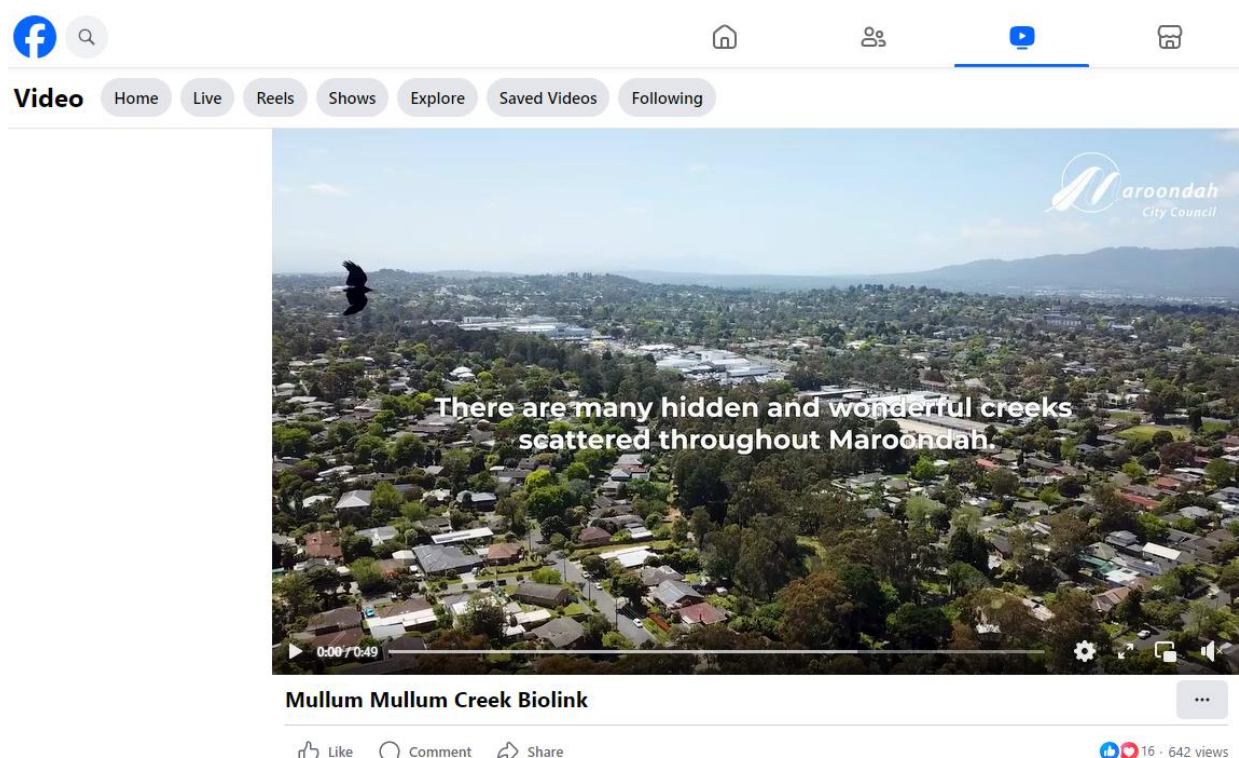 Video Home Live Reels Shows Explore Saved Videos Following
Maroondah
City Council
There are many hidden and wonderful creeks
scattered throughout Maroondah.
0:00 / 0:49
Mullum Mullum Creek Biolink
Like Comment Share 16 · 642 views